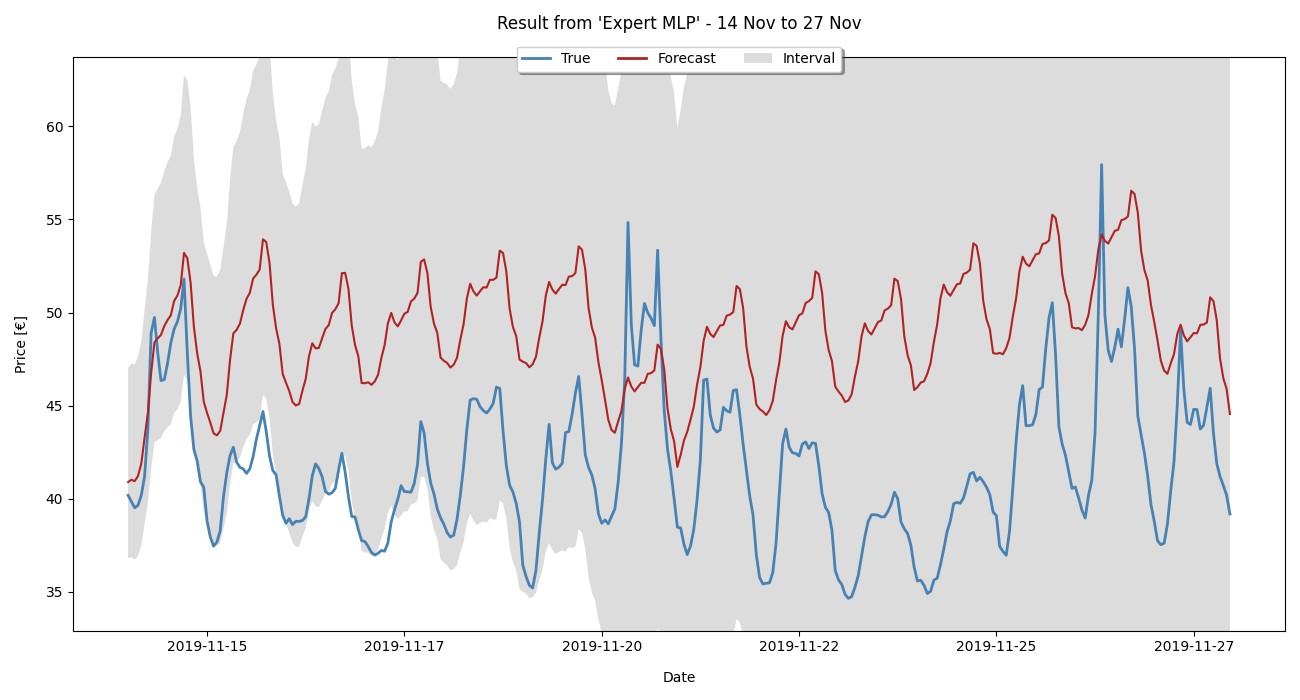 Result from 'Expert MLP' - 14 Nov to 27 Nov
True Forecast Interval
Price [€]
60
55
50
45
40
35
2019-11-15 2019-11-17 2019-11-20 2019-11-22 2019-11-25 2019-11-27
Date